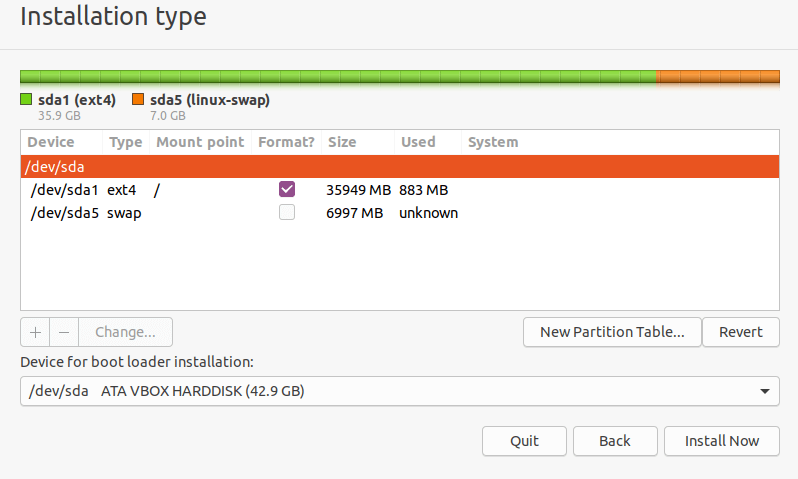 Installation type
sda1 (ext4) sda5 (linux-swap)
35.9 GB 7.0 GB
Device Type Mount point Format? Size Used System
/dev/sda
/dev/sda1 ext4 / 35949 MB 883 MB
/dev/sda5 swap 6997 MB unknown
+ − Change... New Partition Table... Revert
Device for boot loader installation:
/dev/sda ATA VBOX HARDDISK (42.9 GB)
Quit Back Install Now